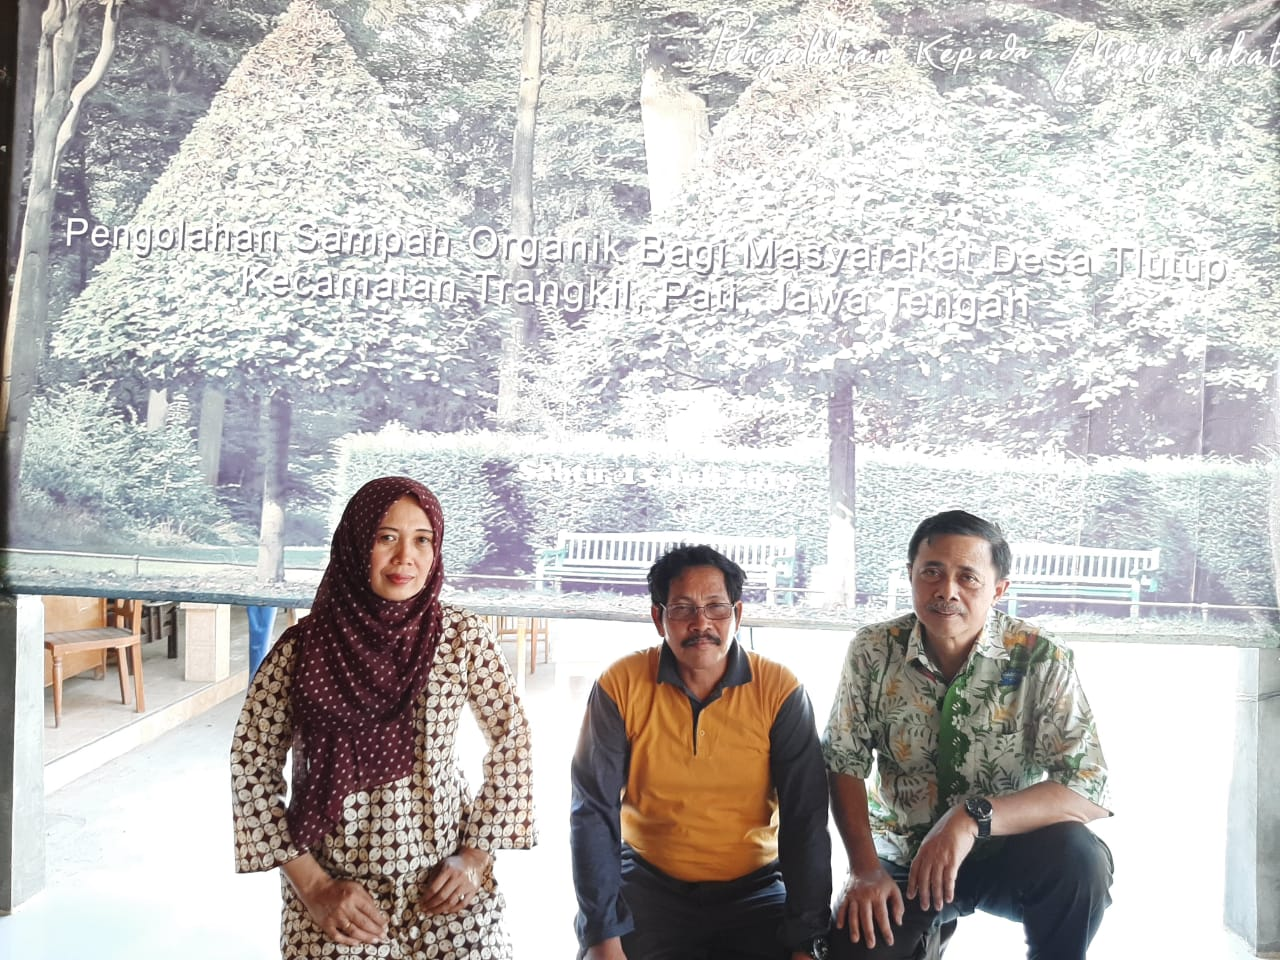 Pengabdian Kepada Masyarakat
Pengolahan Sampah Organik Bagi Masyarakat Desa Tlutup
Kecamatan Trangkil, Pati, Jawa Tengah